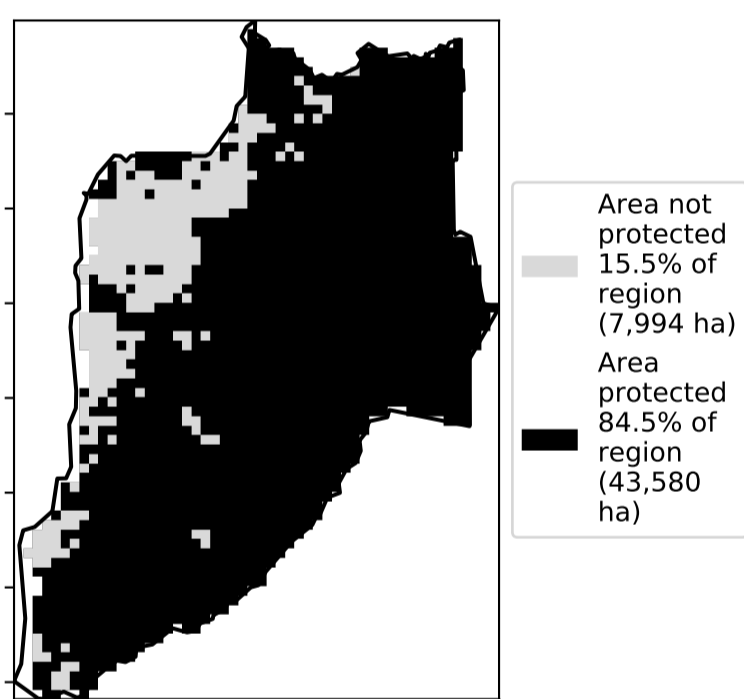 Area not
protected
15.5% of
region
(7,994 ha)
Area
protected
84.5% of
region
(43,580
ha)